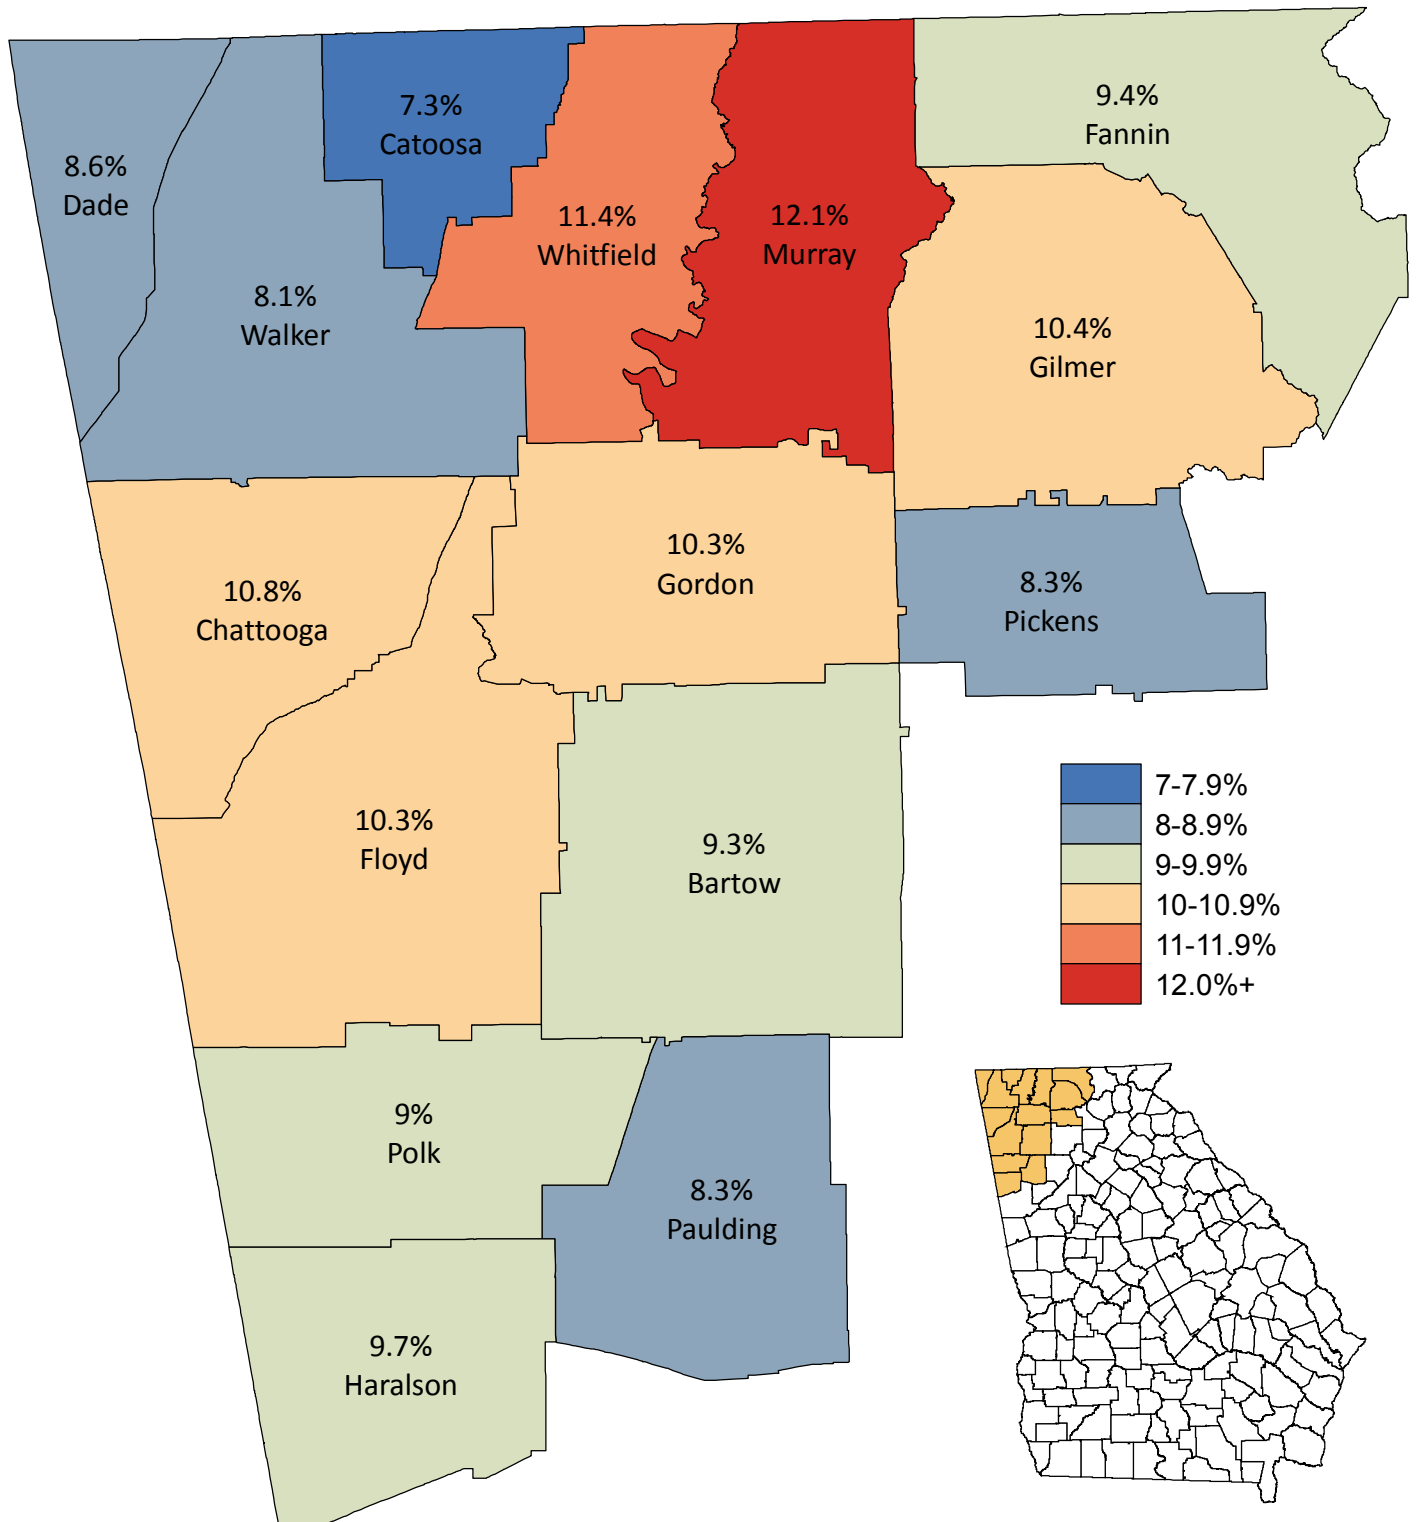 7.3%
Catoosa
9.4%
Fannin
8.6%
Dade
11.4%
Whitfield
12.1%
Murray
8.1%
Walker
10.4%
Gilmer
10.3%
Gordon
10.8%
Chattooga
8.3%
Pickens
10.3%
Floyd
9.3%
Bartow
7-7.9%
8-8.9%
9-9.9%
10-10.9%
11-11.9%
12.0%+
9%
Polk
8.3%
Paulding
9.7%
Haralson